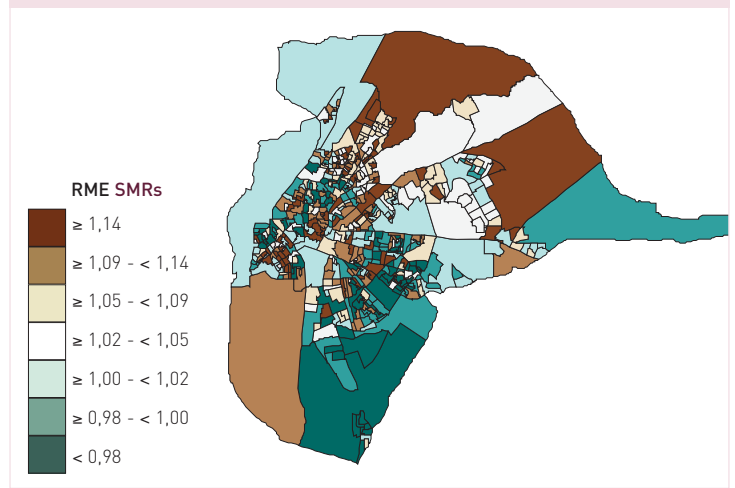 RME SMRs
≥ 1,14
≥ 1,09 - < 1,14
≥ 1,05 - < 1,09
≥ 1,02 - < 1,05
≥ 1,00 - < 1,02
≥ 0,98 - < 1,00
< 0,98